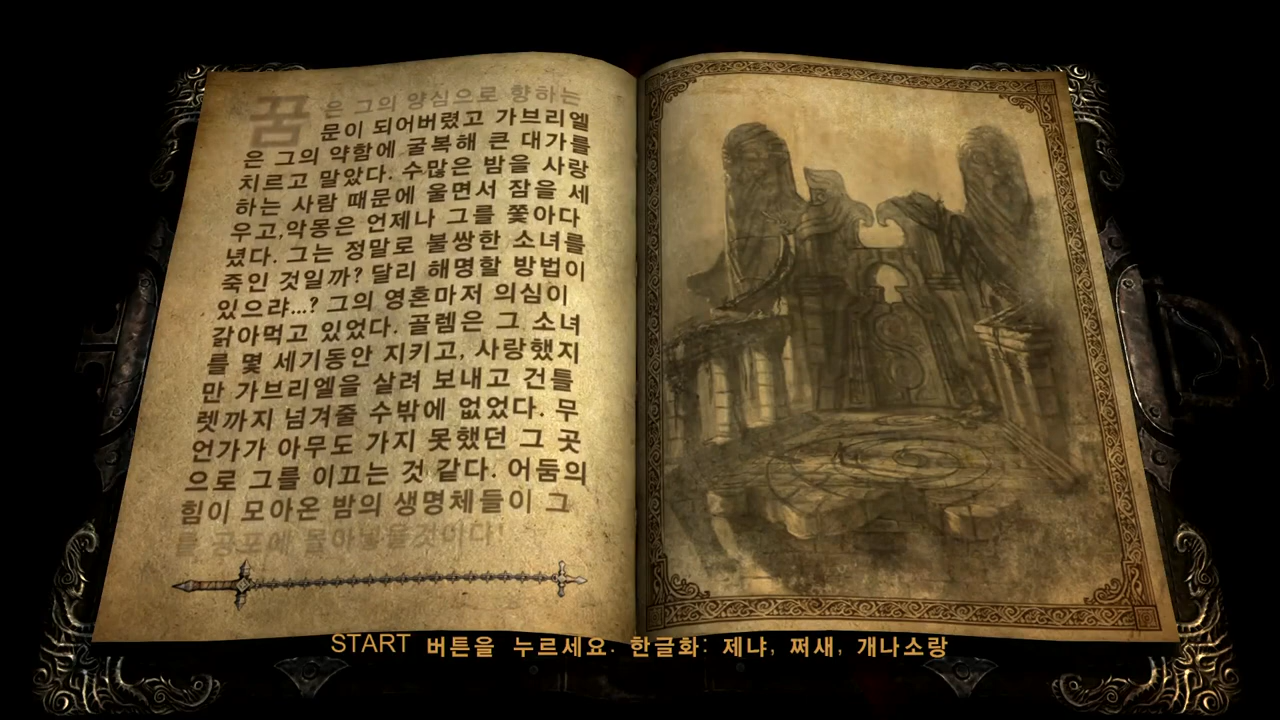 꿈은 그의 양심으로 향하는
문이 되어버렸고 가브리엘
은 그의 약함에 굴복해 큰 대가를
치르고 말았다. 수많은 밤을 사랑
하는 사람 때문에 울면서 잠을 세
우고,악몽은 언제나 그를 쫓아다
녔다. 그는 정말로 불쌍한 소녀를
죽인 것일까? 달리 해명할 방법이
있으랴...? 그의 영혼마저 의심이
갉아먹고 있었다. 골렘은 그 소녀
를 몇 세기동안 지키고, 사랑했지
만 가브리엘을 살려 보내고 건틀
렛까지 넘겨줄 수밖에 없었다. 무
언가가 아무도 가지 못했던 그 곳
으로 그를 이끄는 것 같다. 어둠의
힘이 모아온 밤의 생명체들이 그
를 공포에 몰아넣을것이다!
START 버튼을 누르세요. 한글화: 제냐, 쩌새, 개나소랑